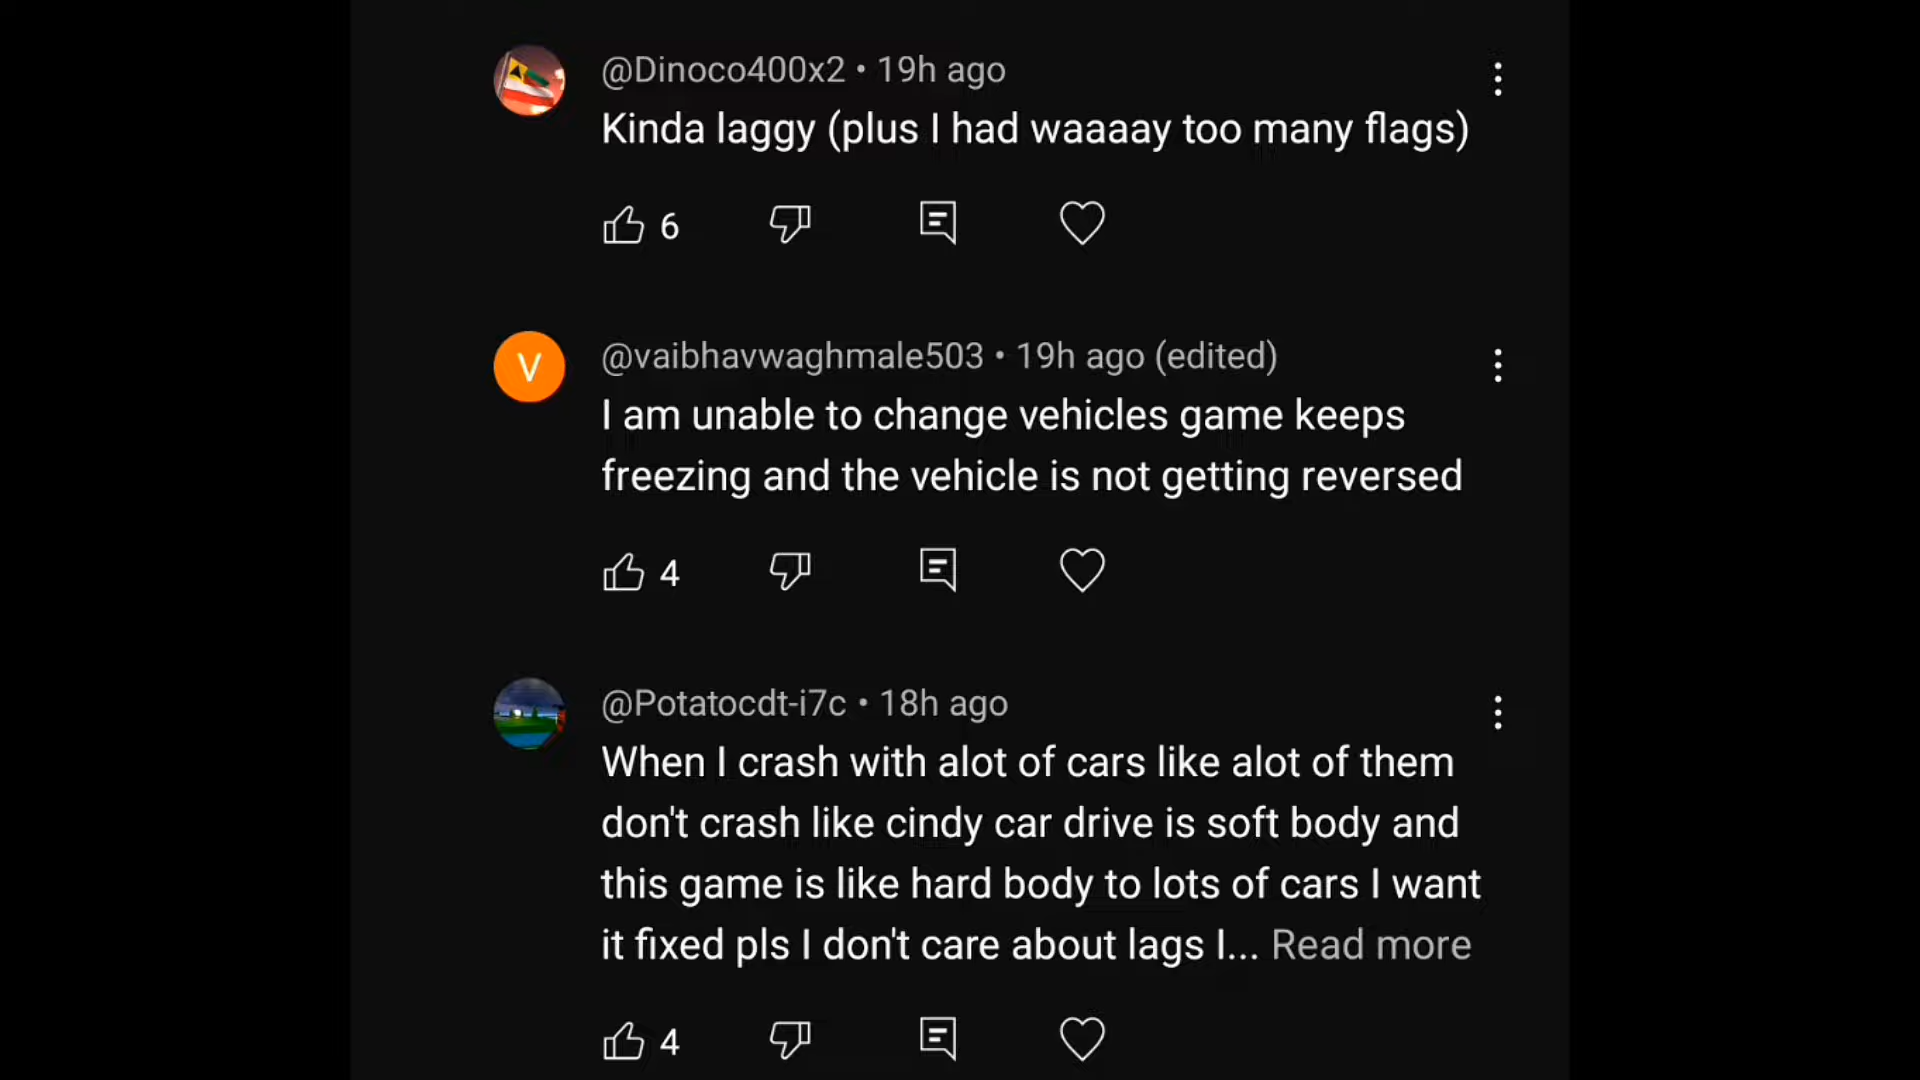 @Dinoco400x2 • 19h ago
Kinda laggy (plus I had waaaay too many flags)
6
V
@vaibhavwaghmale503 • 19h ago (edited)
I am unable to change vehicles game keeps
freezing and the vehicle is not getting reversed
4
@Potatocdt-i7c • 18h ago
When I crash with alot of cars like alot of them
don't crash like cindy car drive is soft body and
this game is like hard body to lots of cars I want
it fixed pls I don't care about lags I... Read more
4